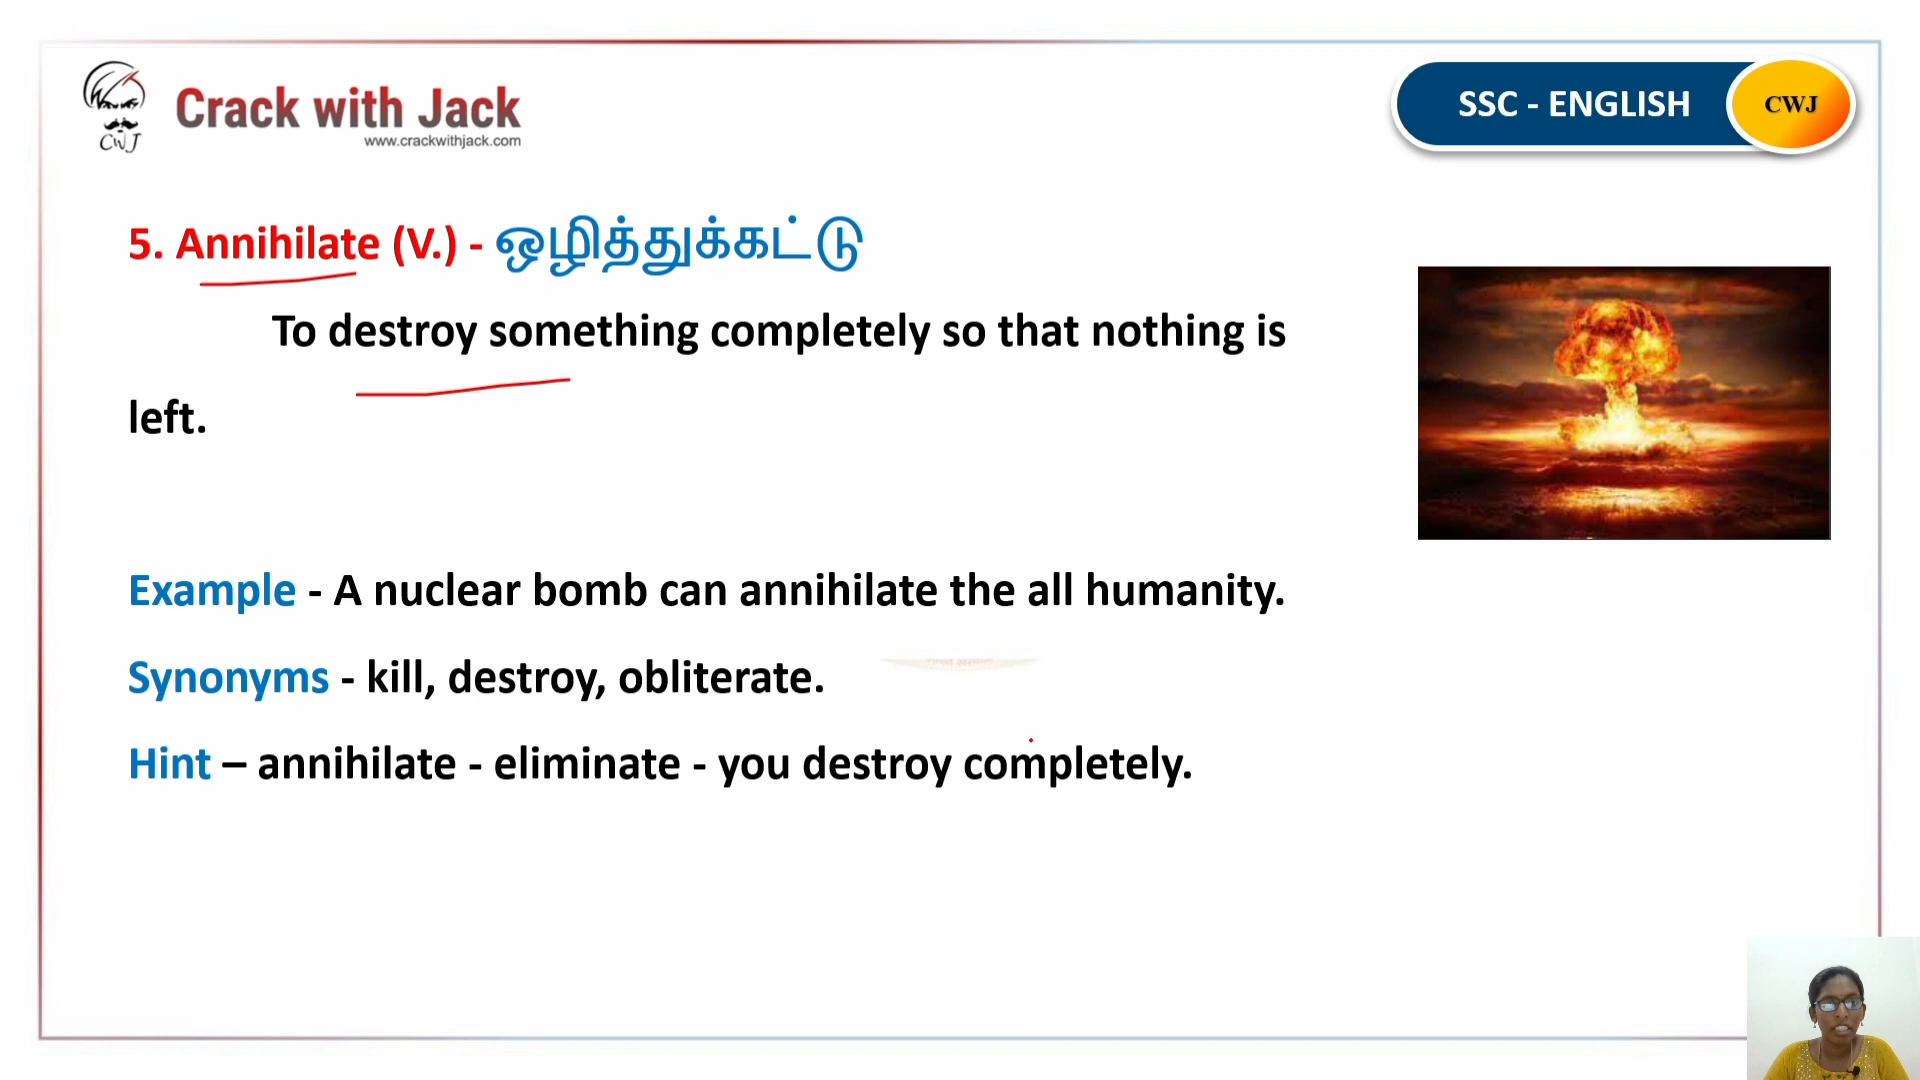 CWJ
Crack with Jack
www.crackwithjack.com
SSC - ENGLISH
CWJ
5. Annihilate (V.) - ஒழித்துக்கட்டு
To destroy something completely so that nothing is
left.
Example - A nuclear bomb can annihilate the all humanity.
Synonyms - kill, destroy, obliterate.
Hint – annihilate - eliminate - you destroy completely.